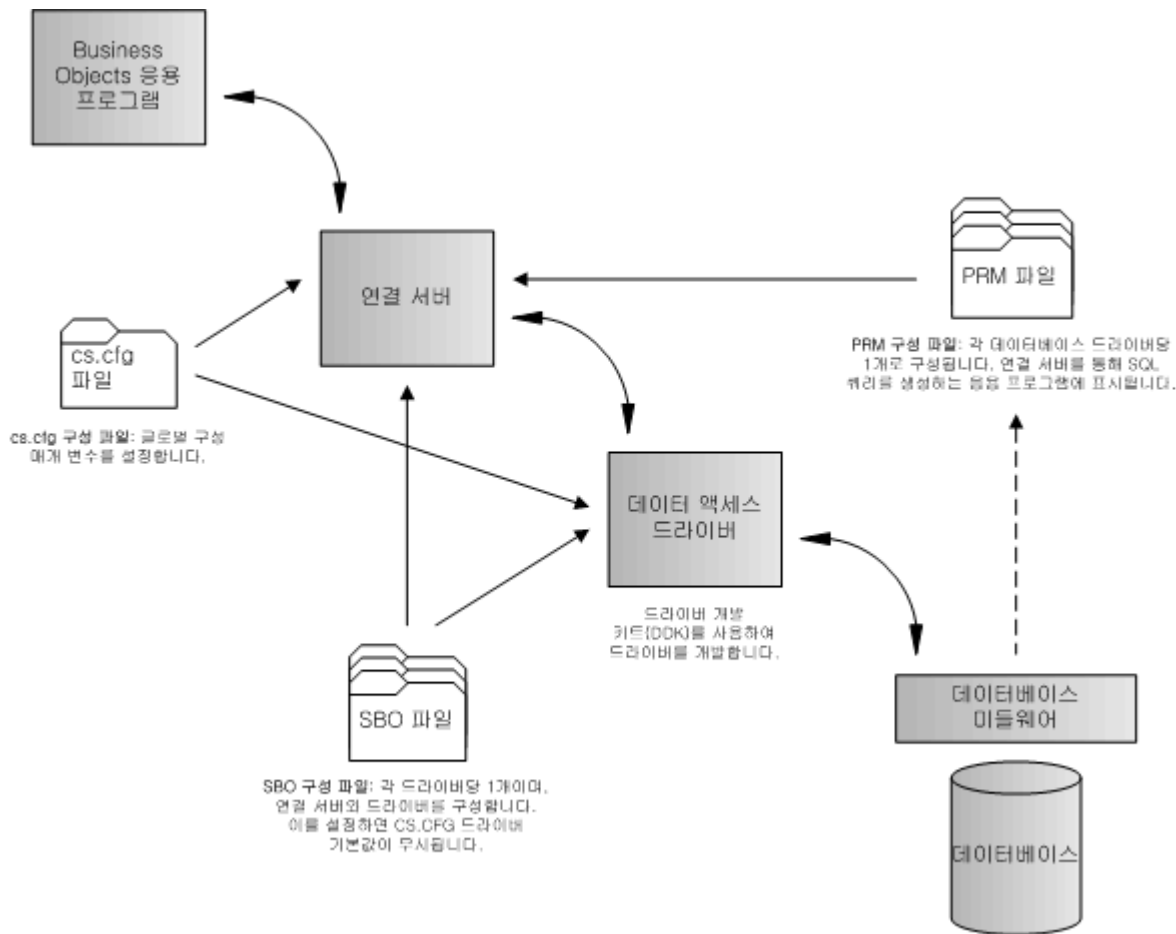 Business
Objects 응용
프로그램
연결 서버
PRM 파일
cs.cfg
파일
PRM 구성 파일: 각 데이터베이스 드라이버당
1개로 구성됩니다. 연결 서버를 통해 SQL
쿼리를 생성하는 응용 프로그램에 표시됩니다.
cs.cfg 구성 파일: 글로벌 구성
매개 변수를 설정합니다.
데이터 액세스
드라이버
드라이버 개발
키트(DDK)를 사용하여
드라이버를 개발합니다.
SBO 파일
데이터베이스
미들웨어
SBO 구성 파일: 각 드라이버당 1개이며,
연결 서버와 드라이버를 구성합니다.
이를 설정하면 CS.CFG 드라이버
기본값이 무시됩니다.
데이터베이스